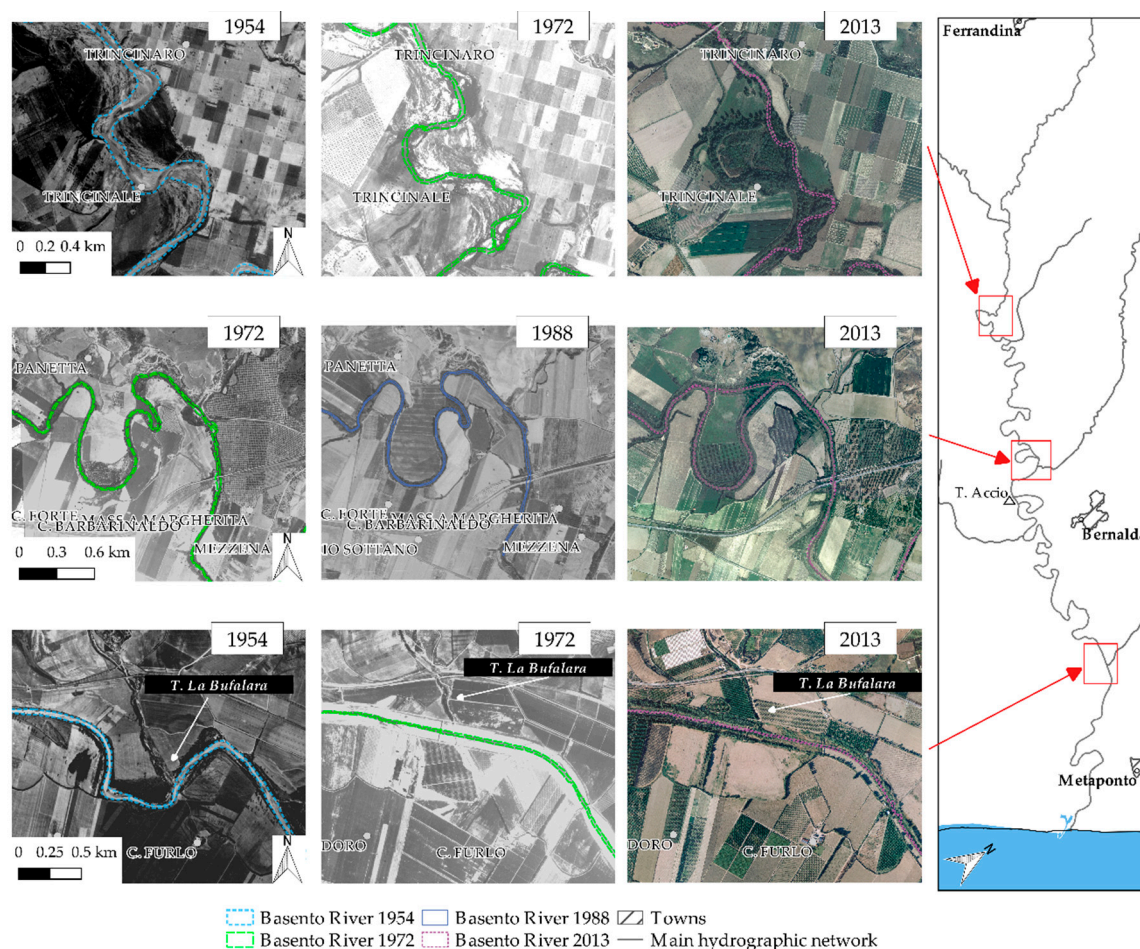 1954
TRINCINARO
TRINCINALE
0 0.2 0.4 km
N
1972
TRINCINARO
TRINCINALE
2013
TRINCINARO
TRINCINALE
1972
PANETTA
C. FORTE MASS A MARGHERITA
C. BARBARINALDO
MEZZENA
0 0.3 0.6 km
N
1988
PANETTA
C. FORTE MASS A MARGHERITA
C. BARBARINALDO
IO SOTTANO
MEZZENA
2013
1954
T. La Bufalara
C. FURLO
0 0.25 0.5 km
N
1972
T. La Bufalara
DORO
C. FURLO
2013
T. La Bufalara
DORO
C. FURLO
Ferrandina
T. Accio
Bernalda
Metaponto
N
Basento River 1954
Basento River 1988
Towns
Basento River 1972
Basento River 2013
Main hydrographic network